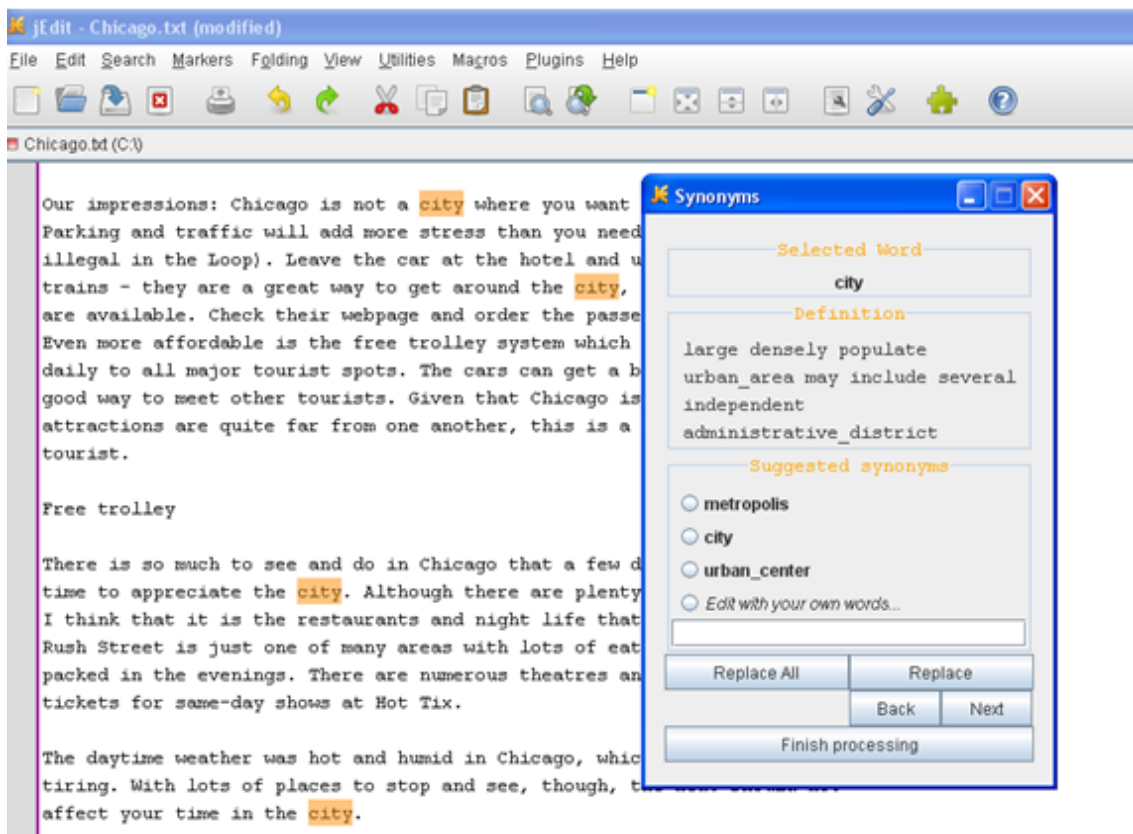 jEdit - Chicago.txt (modified)
File Edit Search Markers Folding View Utilities Macros Plugins Help
Chicago.txt (C:\)
Our impressions: Chicago is not a city where you want
Parking and traffic will add more stress than you need
illegal in the Loop). Leave the car at the hotel and u
trains - they are a great way to get around the city,
are available. Check their webpage and order the passe
Even more affordable is the free trolley system which
daily to all major tourist spots. The cars can get a b
good way to meet other tourists. Given that Chicago is
attractions are quite far from one another, this is a
tourist.
Free trolley
There is so much to see and do in Chicago that a few d
time to appreciate the city. Although there are plenty
I think that it is the restaurants and night life that
Rush Street is just one of many areas with lots of eat
packed in the evenings. There are numerous theatres an
tickets for same-day shows at Hot Tix.
The daytime weather was hot and humid in Chicago, whic
tiring. With lots of places to stop and see, though,
affect your time in the city.
Synonyms
Selected Word
city
Definition
large densely populate
urban_area may include several
independent
administrative_district
Suggested synonyms
metropolis
city
urban_center
Edit with your own words...
Replace All Replace
Back Next
Finish processing